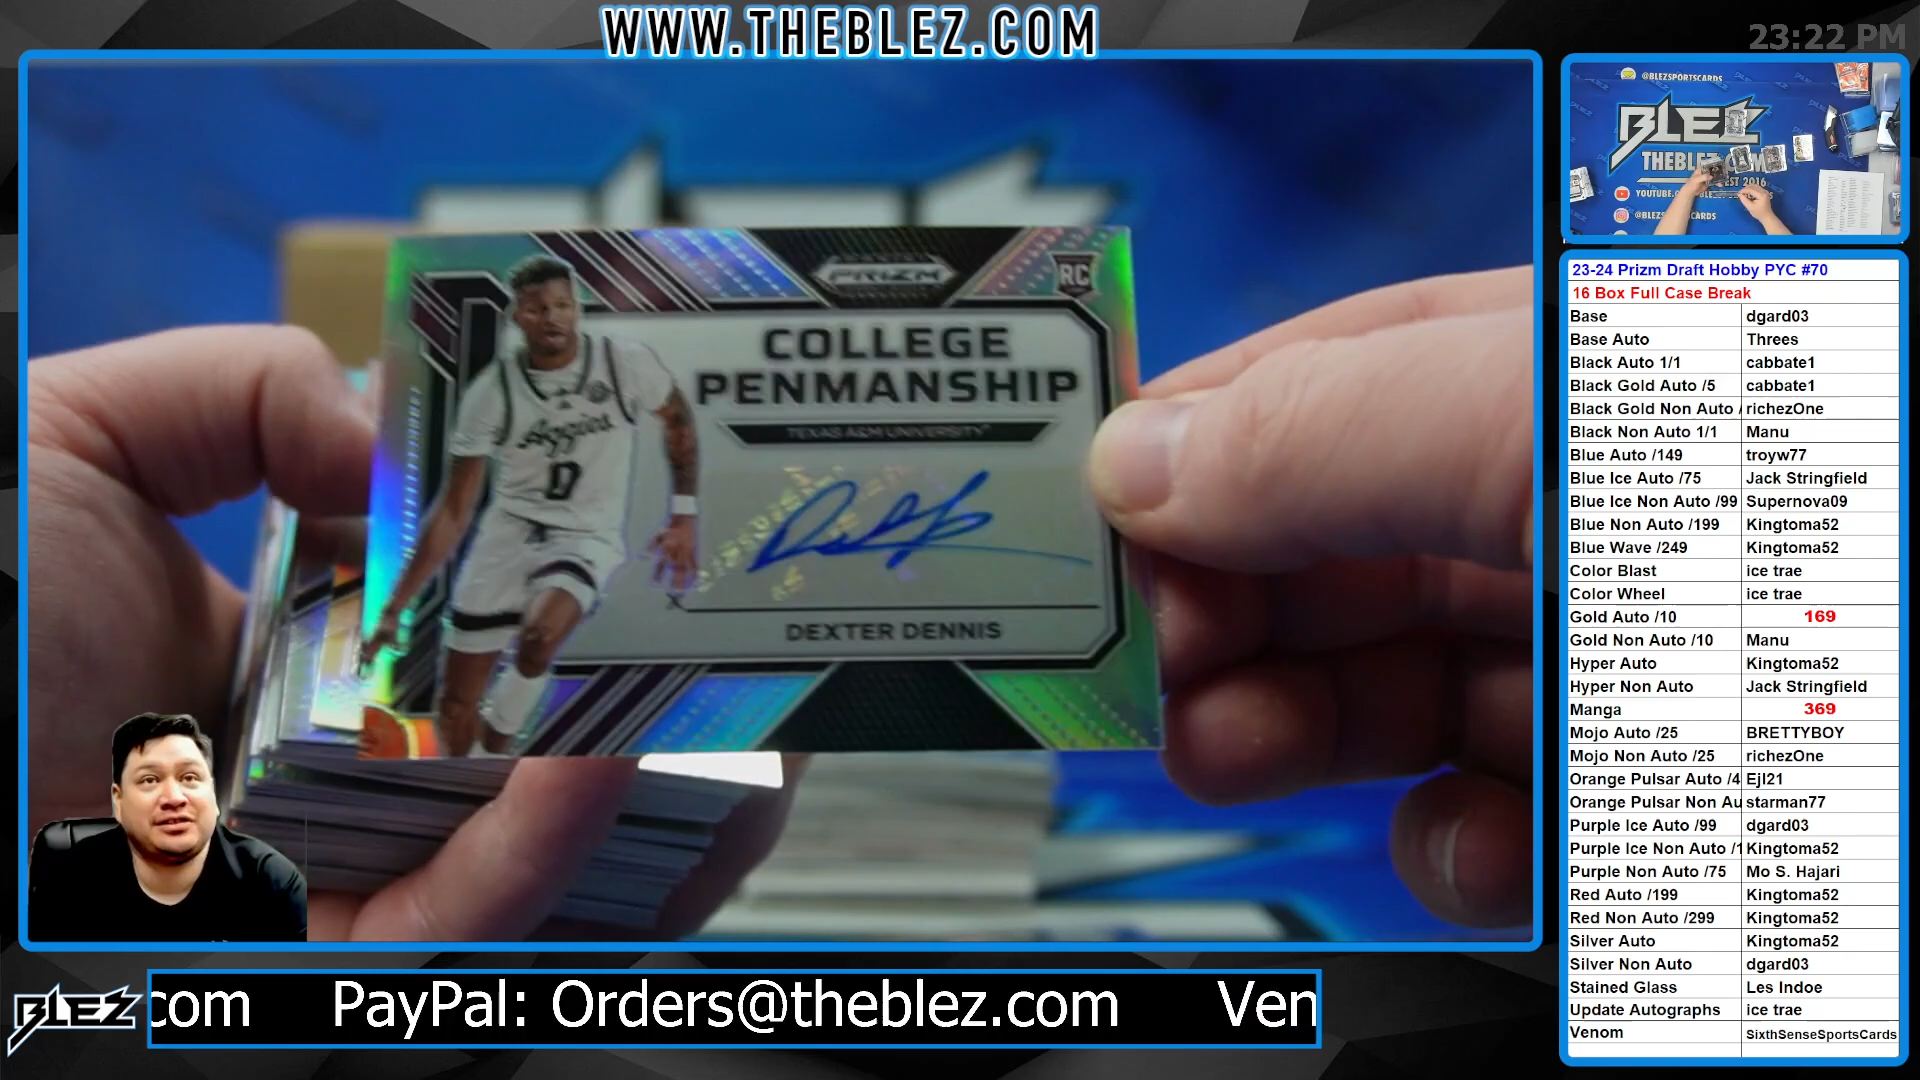 WWW.THEBLEZ.COM
23:22 PM
@BLEZSPORTSCARDS
BLEZ
THEBLEZ.COM
EST 2016
PRIZM
RC
COLLEGE
PENMANSHIP
TEXAS A&M UNIVERSITY
Aggies
0
X
DEXTER DENNIS
23-24 Prizm Draft Hobby PYC #70
16 Box Full Case Break
Base dgard03
Base Auto Threes
Black Auto 1/1 cabbate1
Black Gold Auto /5 cabbate1
Black Gold Non Auto / richezOne
Black Non Auto 1/1 Manu
Blue Auto /149 troyw77
Blue Ice Auto /75 Jack Stringfield
Blue Ice Non Auto /99 Supernova09
Blue Non Auto /199 Kingtoma52
Blue Wave /249 Kingtoma52
Color Blast ice trae
Color Wheel ice trae
Gold Auto /10 169
Gold Non Auto /10 Manu
Hyper Auto Kingtoma52
Hyper Non Auto Jack Stringfield
Manga 369
Mojo Auto /25 BRETTYBOY
Mojo Non Auto /25 richezOne
Orange Pulsar Auto /4 Ejl21
Orange Pulsar Non Au starman77
Purple Ice Auto /99 dgard03
Purple Ice Non Auto /1 Kingtoma52
Purple Non Auto /75 Mo S. Hajari
Red Auto /199 Kingtoma52
Red Non Auto /299 Kingtoma52
Silver Auto Kingtoma52
Silver Non Auto dgard03
Stained Glass Les Indoe
Update Autographs ice trae
Venom SixthSenseSportsCards
BLEZ
com PayPal: Orders@theblez.com Ven